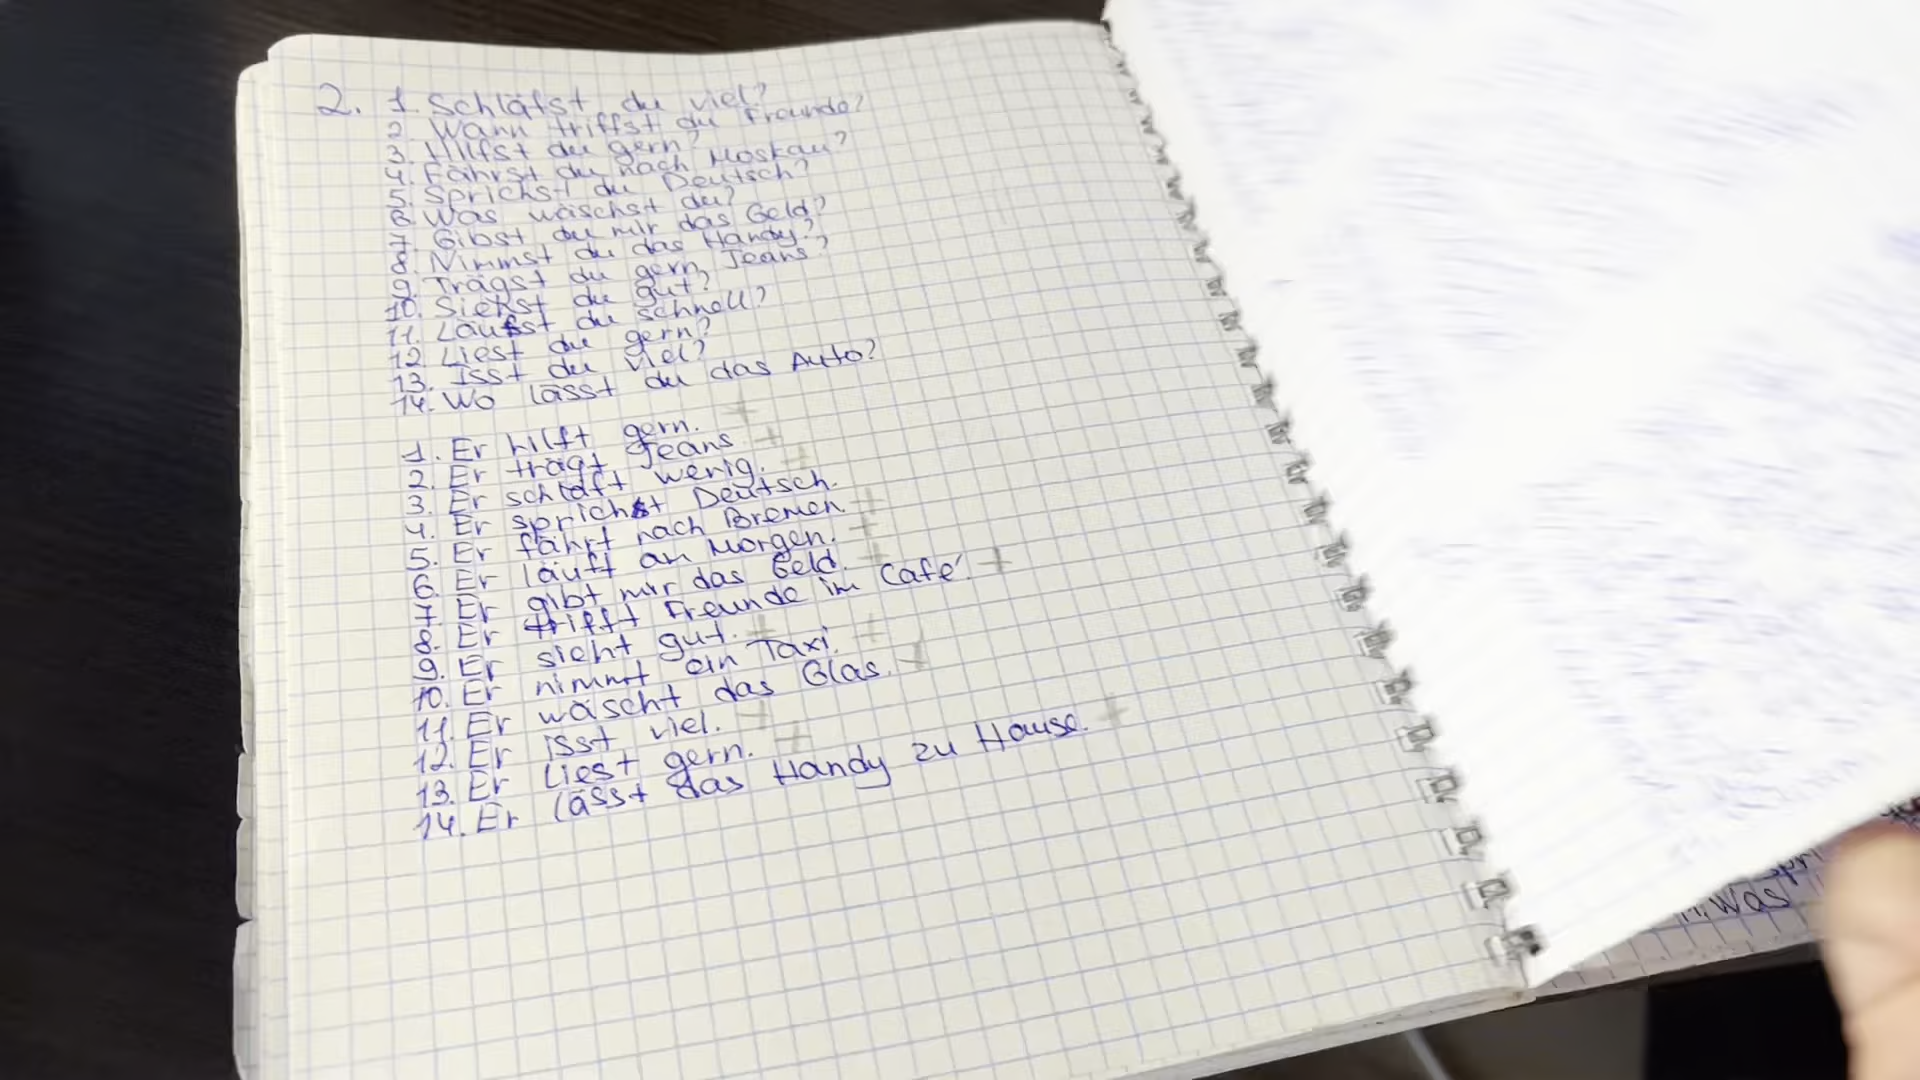 2. 1. Schläfst du viel?
2. Wann triffst du Freunde?
3. Hilfst du gern?
4. Fährst du nach Moskau?
5. Sprichst du Deutsch?
6. Was wäschst du?
7. Gibst du mir das Geld?
8. Nimmst du das Handy?
9. Trägst du gern Jeans?
10. Siehst du gut?
11. Läufst du schnell?
12. Liest du gern?
13. Isst du viel?
14. Wo lässt du das Auto?
1. Er hilft gern. +
2. Er trägt Jeans. +
3. Er schläft wenig. +
4. Er spricht Deutsch.
5. Er fährt nach Bremen. +
6. Er läuft am Morgen. +
7. Er gibt mir das Geld. +
8. Er trifft Freunde im Café. +
9. Er sieht gut. +
10. Er nimmt ein Taxi. +
11. Er wäscht das Glas. +
12. Er isst viel. +
13. Er liest gern. +
14. Er lässt das Handy zu Hause. +
Was